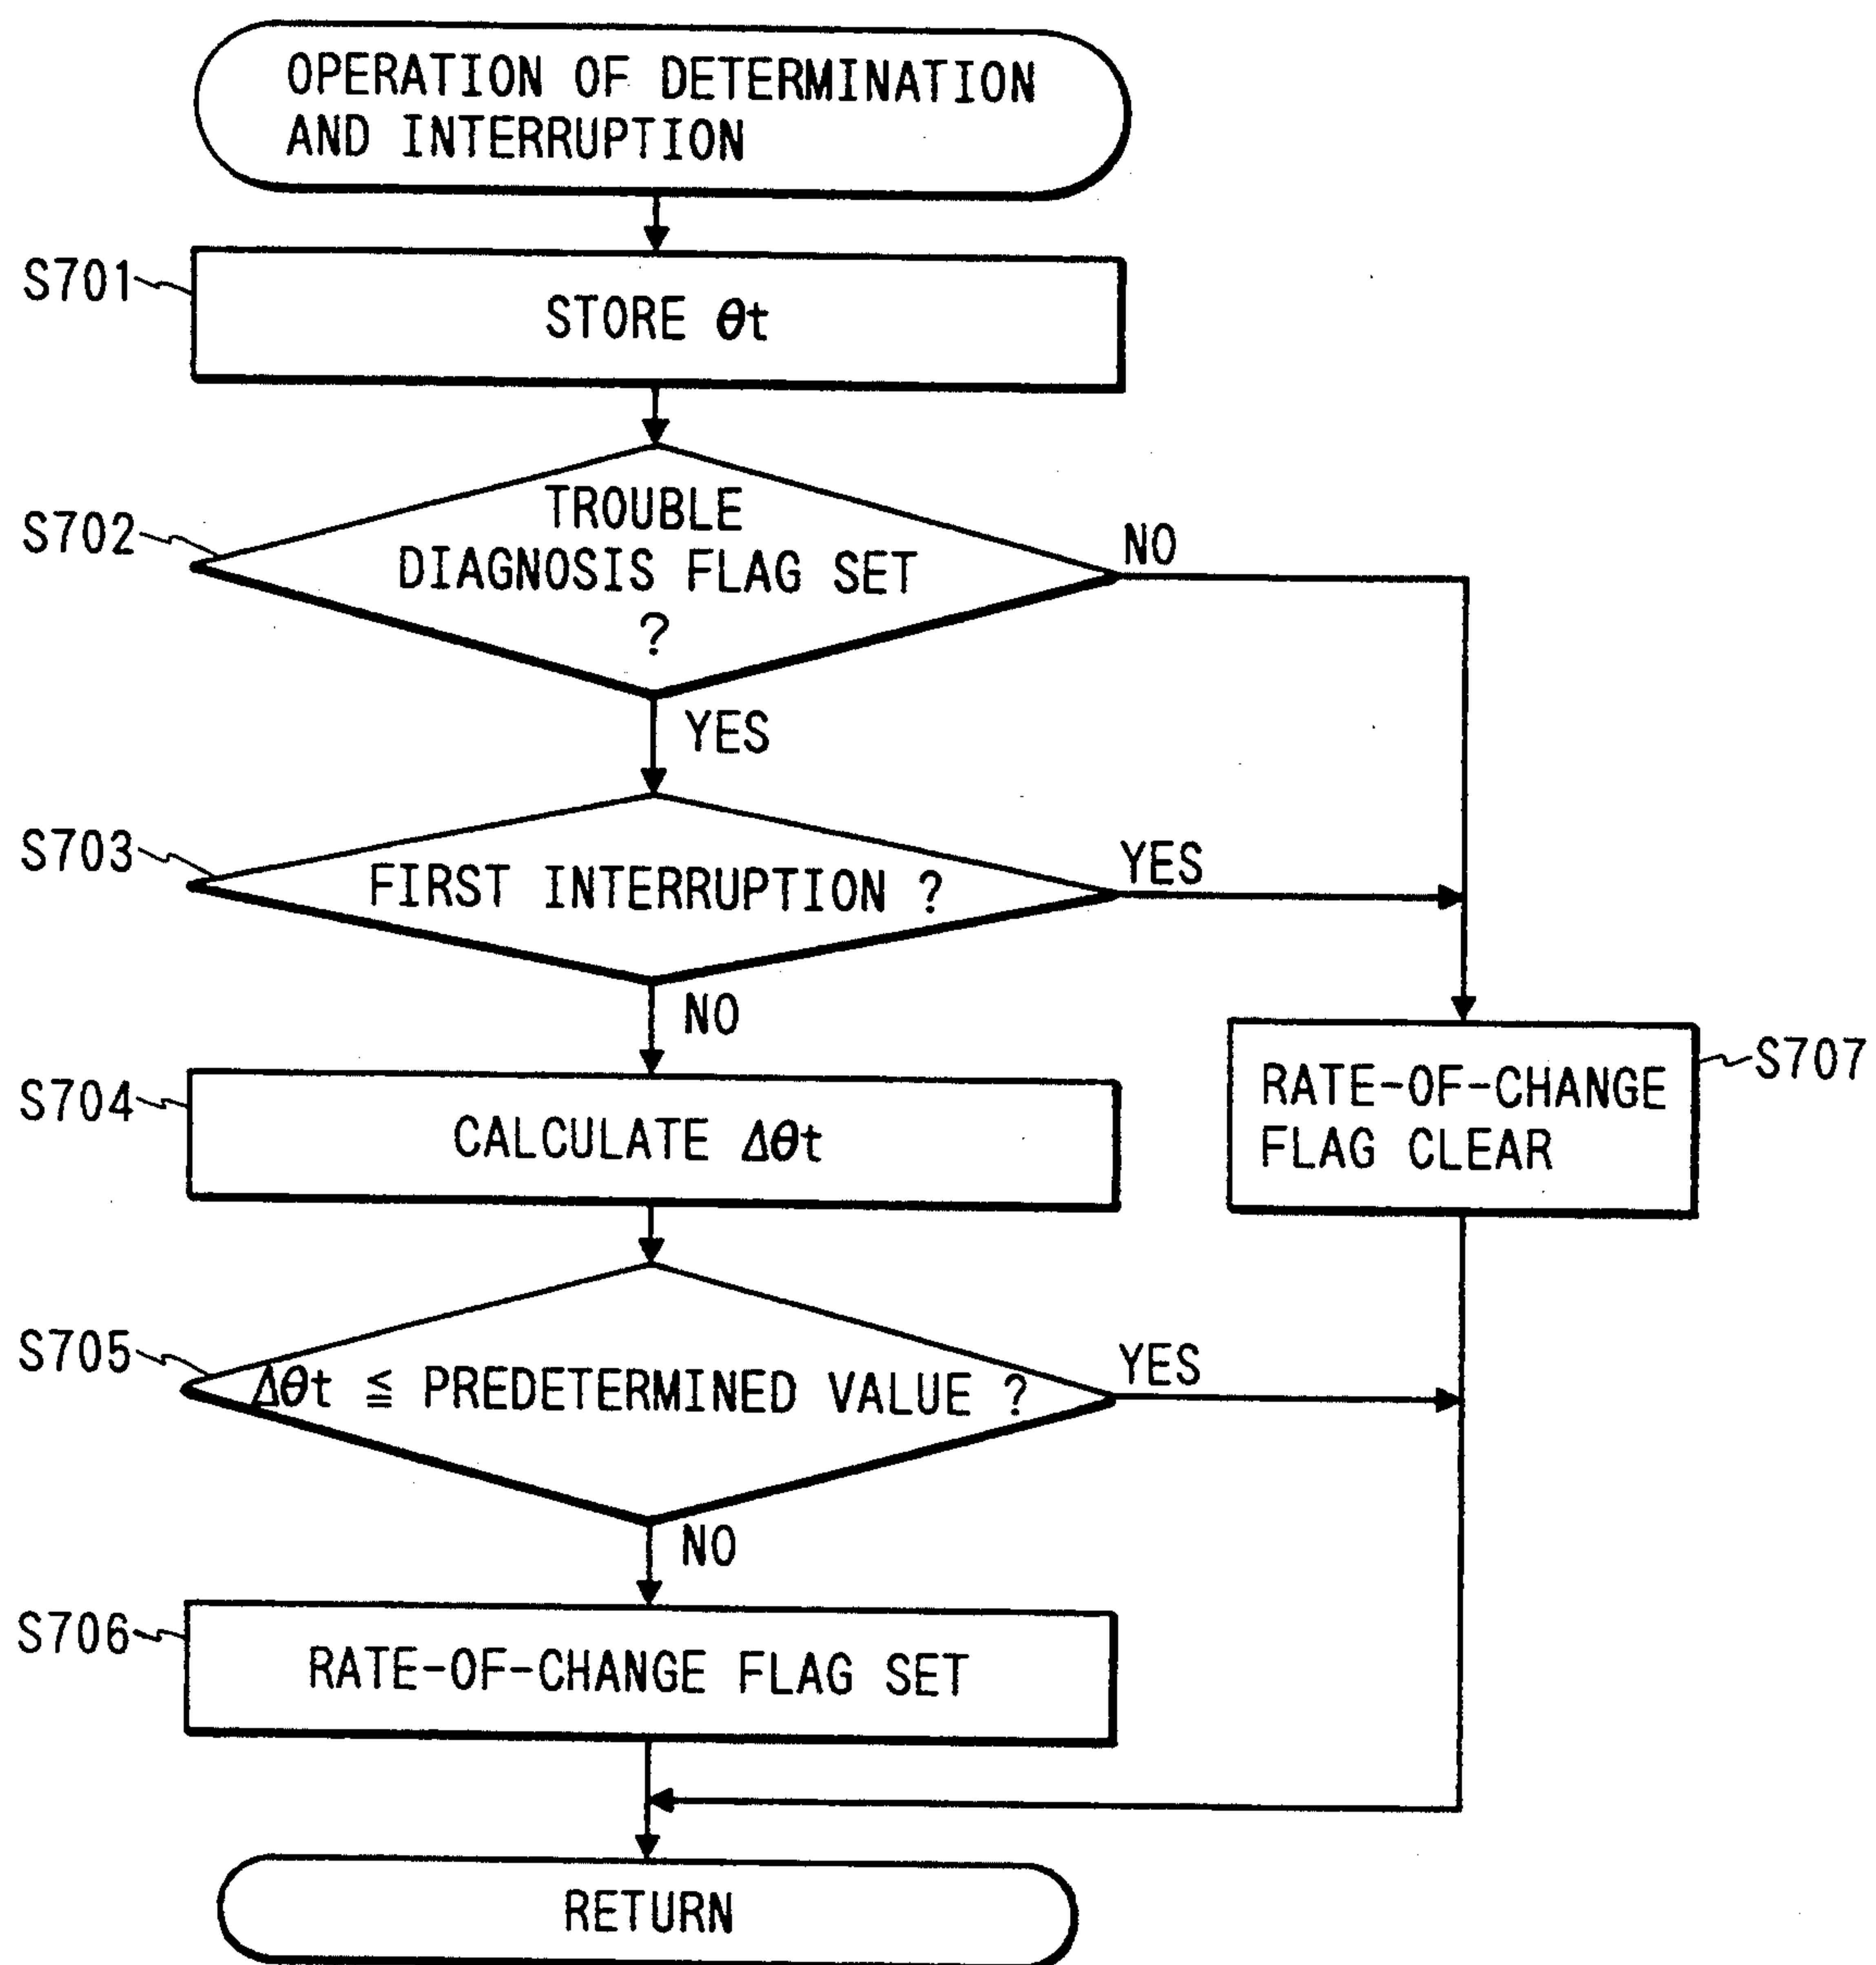 OPERATION OF DETERMINATION
AND INTERRUPTION
S701
STORE θt
S702
TROUBLE
DIAGNOSIS FLAG SET
?
NO
YES
S703
FIRST INTERRUPTION ?
YES
NO
S704
CALCULATE Δθt
S707
RATE-OF-CHANGE
FLAG CLEAR
S705
Δθt ≦ PREDETERMINED VALUE ?
YES
NO
S706
RATE-OF-CHANGE FLAG SET
RETURN